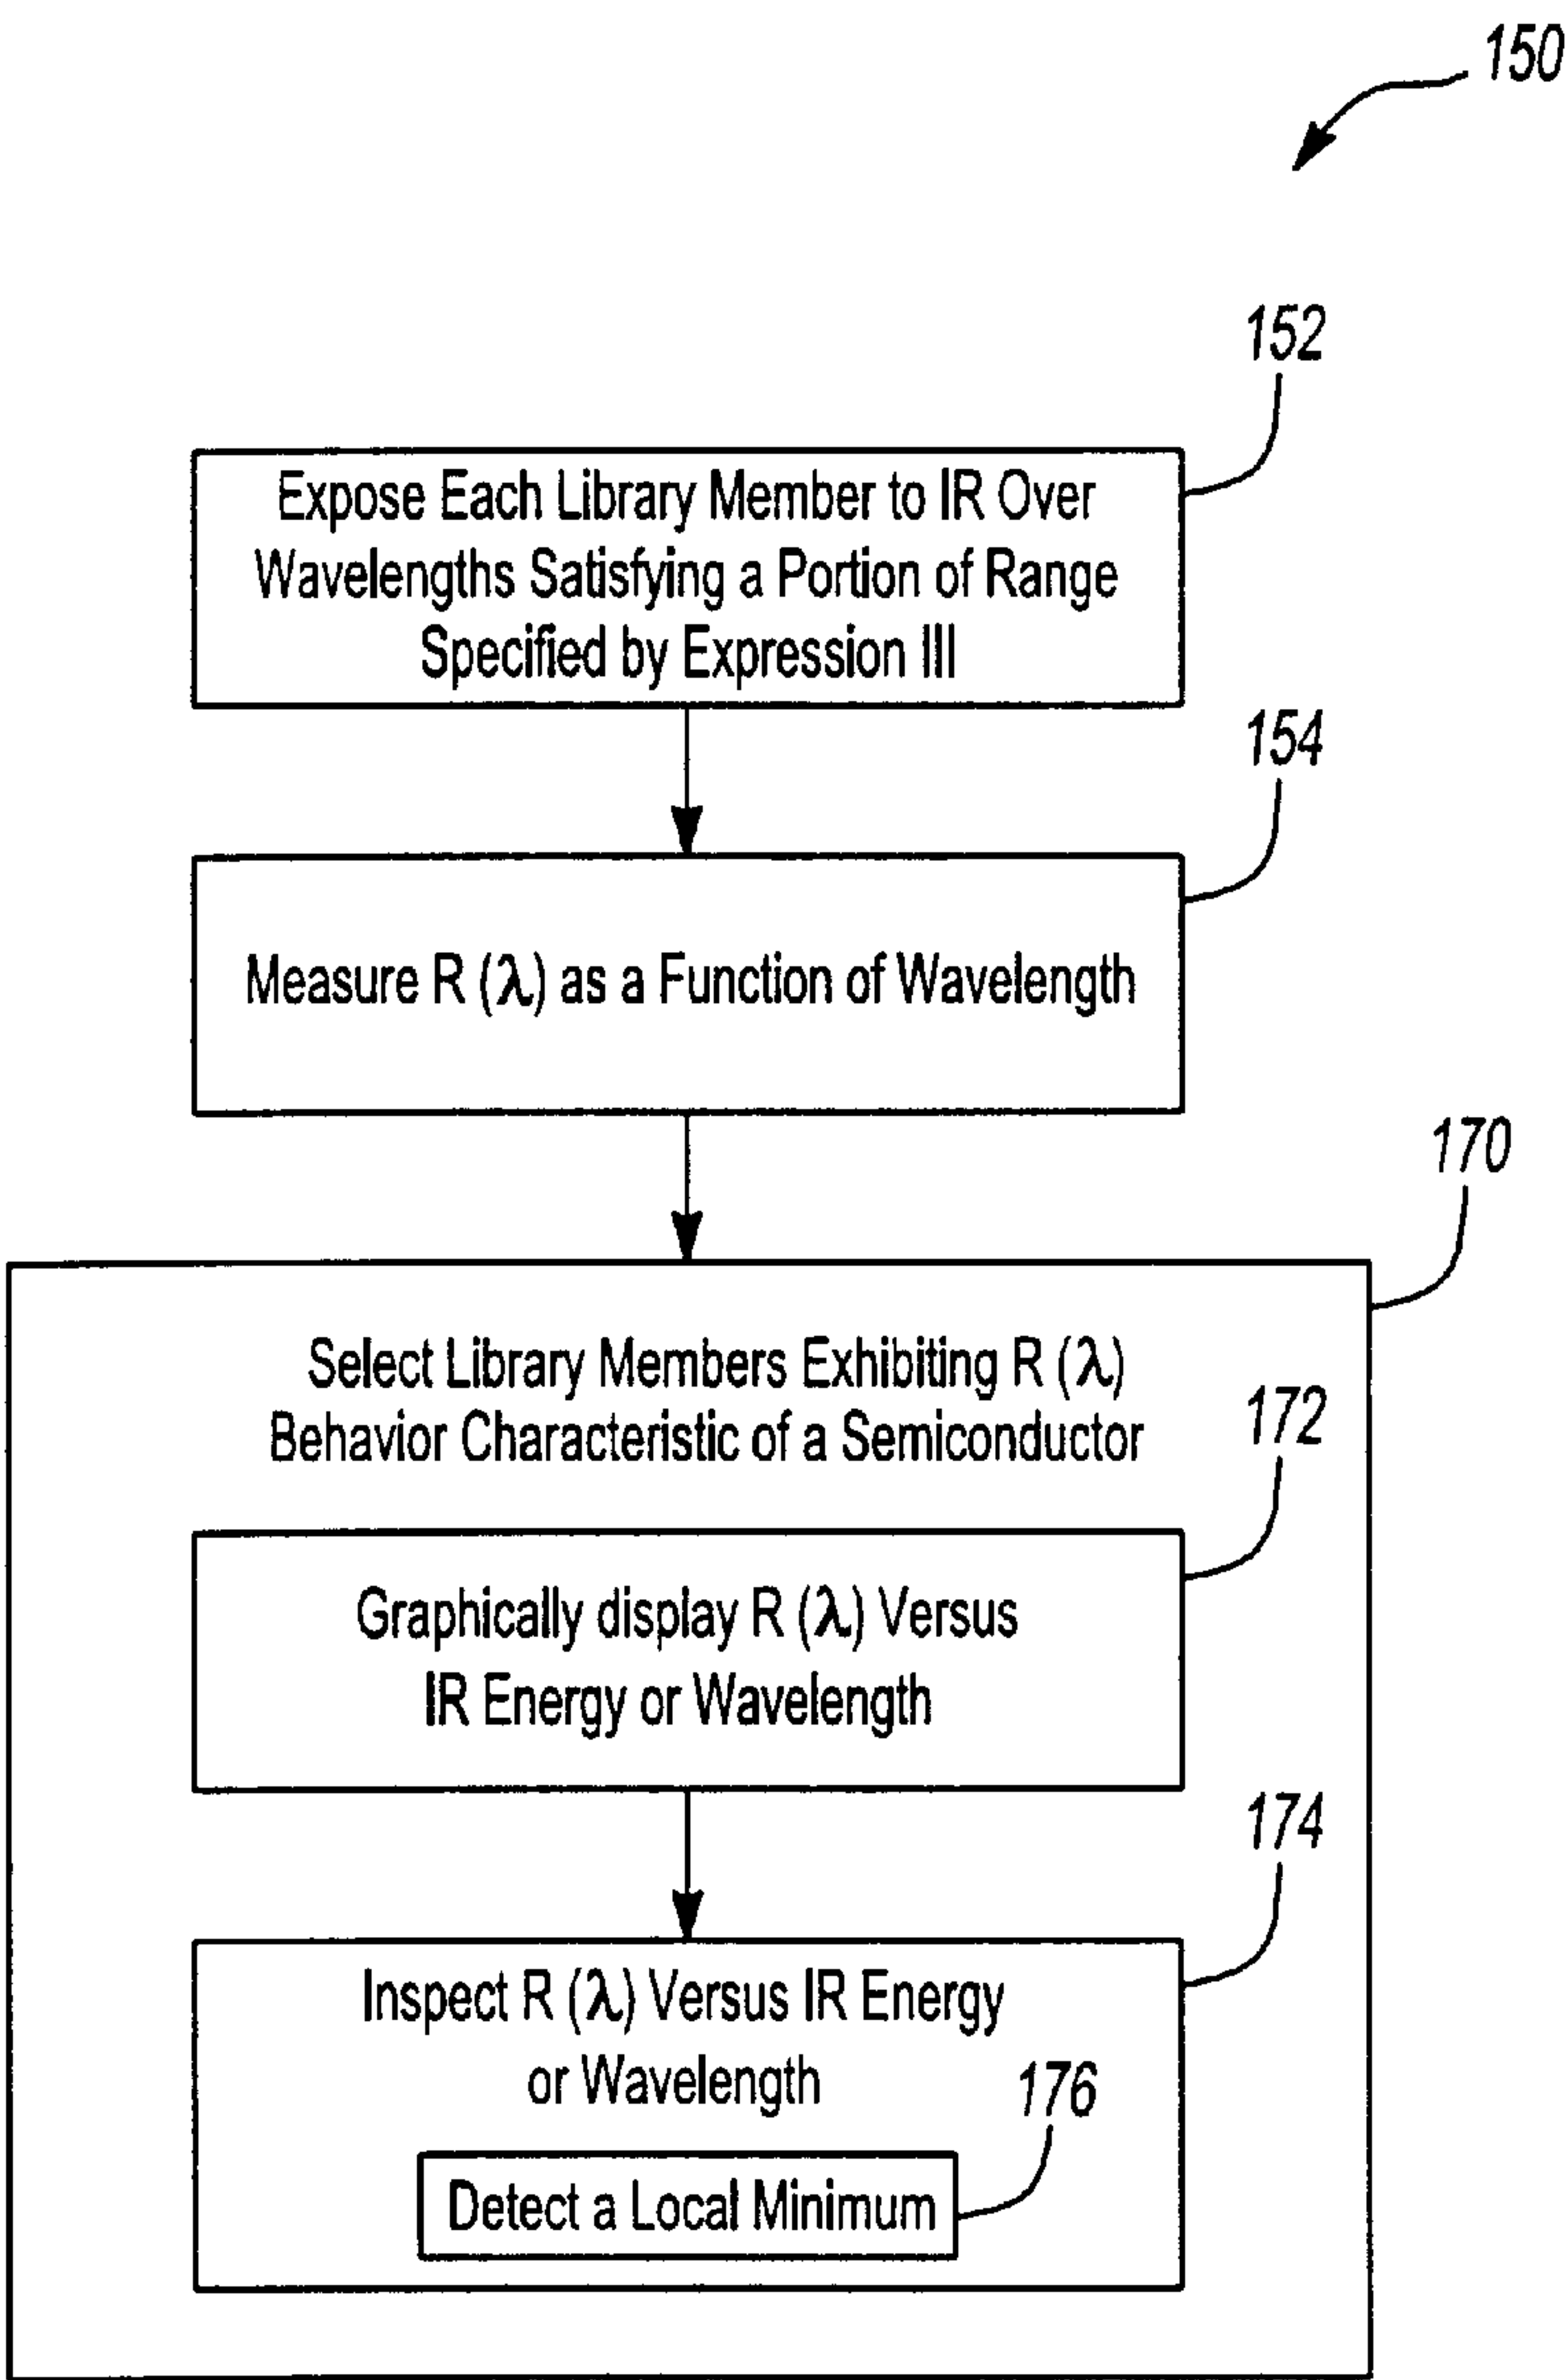 150
152
Expose Each Library Member to IR Over
Wavelengths Satisfying a Portion of Range
Specified by Expression III
154
Measure R (λ) as a Function of Wavelength
170
Select Library Members Exhibiting R (λ)
Behavior Characteristic of a Semiconductor
172
Graphically display R (λ) Versus
IR Energy or Wavelength
174
Inspect R (λ) Versus IR Energy
or Wavelength
176
Detect a Local Minimum